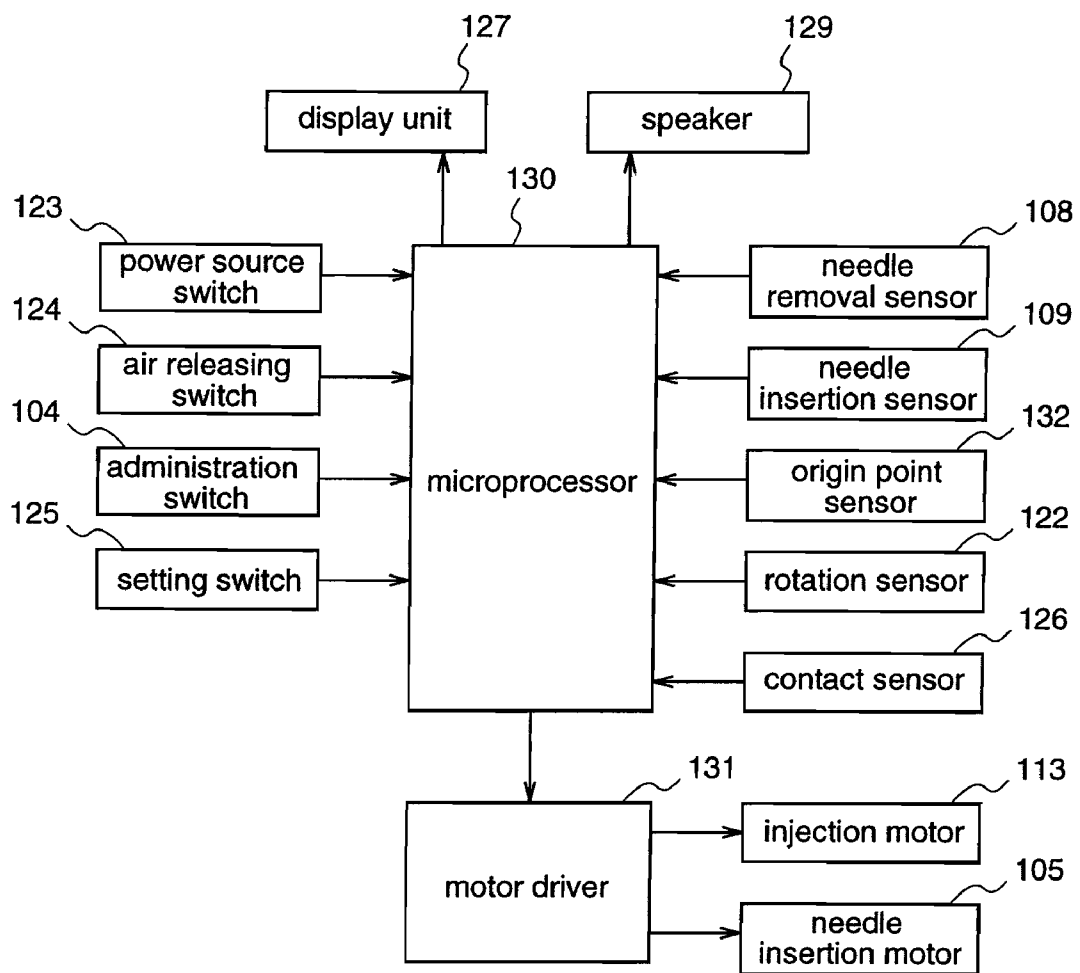 127
129
display unit
speaker
130
123
108
power source
switch
needle
removal sensor
124
109
air releasing
switch
needle
insertion sensor
104
132
administration
switch
microprocessor
origin point
sensor
125
122
setting switch
rotation sensor
126
contact sensor
131
113
injection motor
105
motor driver
needle
insertion motor